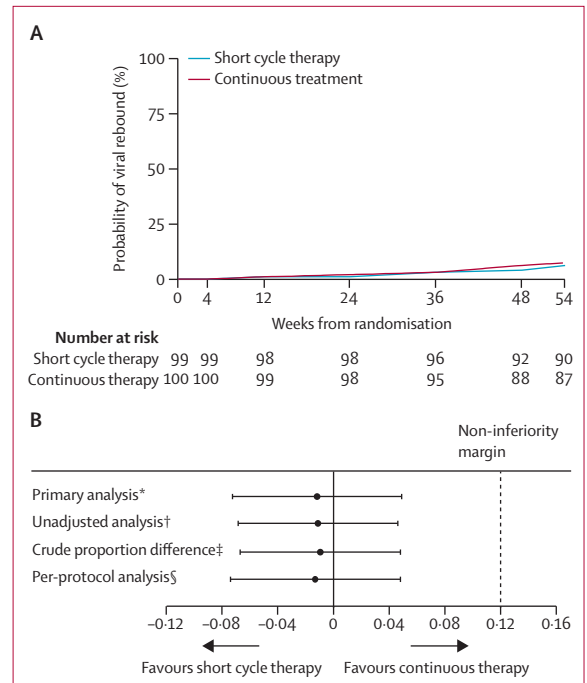 A
100
75
50
25
0
Probability of viral rebound (%)
Short cycle therapy
Continuous treatment
0 4 12 24 36 48 54
Weeks from randomisation
Number at risk
Short cycle therapy 99 99 98 98 96 92 90
Continuous therapy 100 100 99 98 95 88 87
B
Non-inferiority
margin
Primary analysis*
Unadjusted analysis†
Crude proportion difference‡
Per-protocol analysis§
–0·12 –0·08 –0·04 0 0·04 0·08 0·12 0·16
Favours short cycle therapy Favours continuous therapy